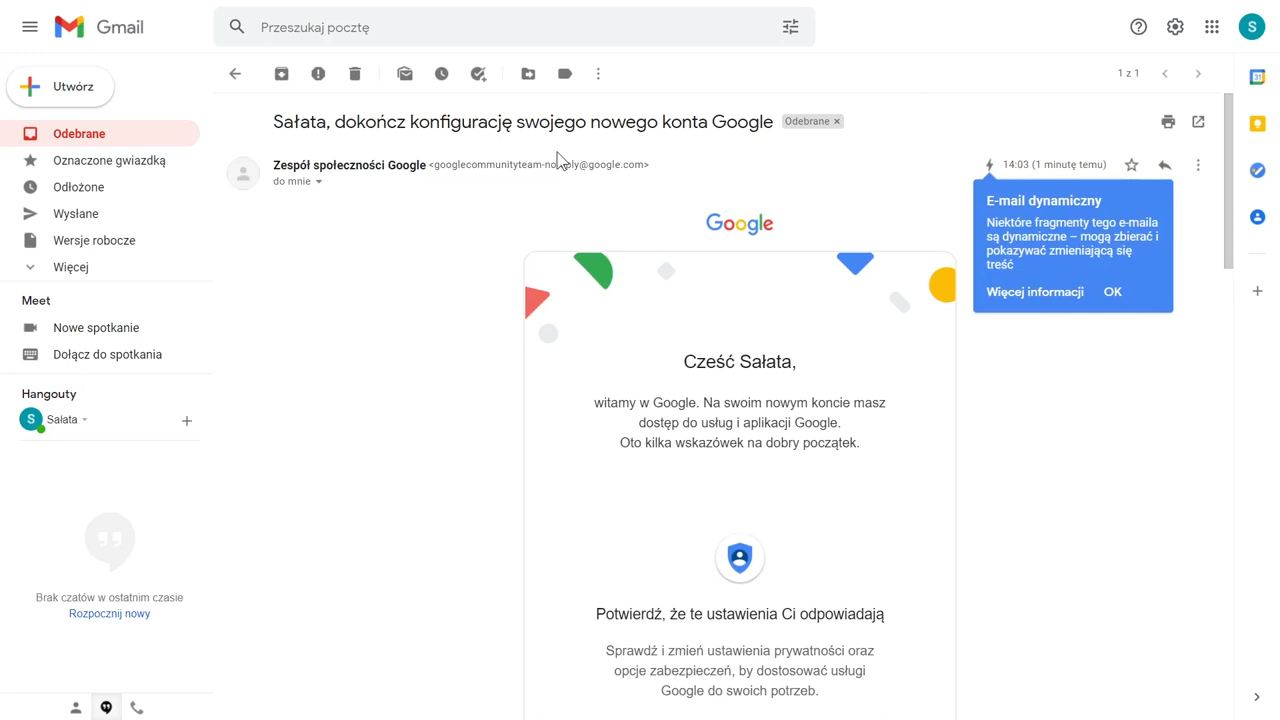 Gmail
Przeszukaj pocztę
S
Utwórz
1 z 1
Odebrane
Oznaczone gwiazdką
Odłożone
Wysłane
Wersje robocze
Więcej
Meet
Nowe spotkanie
Dołącz do spotkania
Hangouty
S Sałata
Brak czatów w ostatnim czasie
Rozpocznij nowy
Sałata, dokończ konfigurację swojego nowego konta Google
Odebrane ×
Zespół społeczności Google <googlecommunityteam-noreply@google.com>
14:03 (1 minutę temu)
do mnie
E-mail dynamiczny
Niektóre fragmenty tego e-maila
są dynamiczne – mogą zbierać i
pokazywać zmieniającą się
treść
Więcej informacji OK
Google
Cześć Sałata,
witamy w Google. Na swoim nowym koncie masz
dostęp do usług i aplikacji Google.
Oto kilka wskazówek na dobry początek.
Potwierdź, że te ustawienia Ci odpowiadają
Sprawdź i zmień ustawienia prywatności oraz
opcje zabezpieczeń, by dostosować usługi
Google do swoich potrzeb.
31